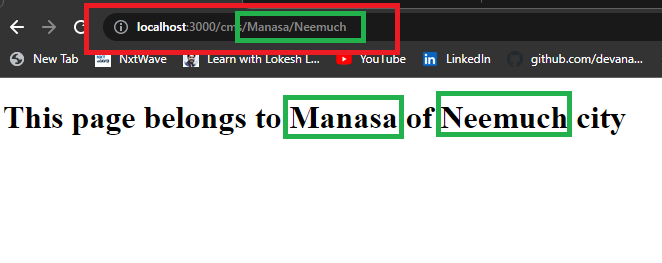 localhost:3000/cms/Manasa/Neemuch
New Tab NxtWave Learn with Lokesh L... YouTube LinkedIn github.com/devana...
This page belongs to Manasa of Neemuch city